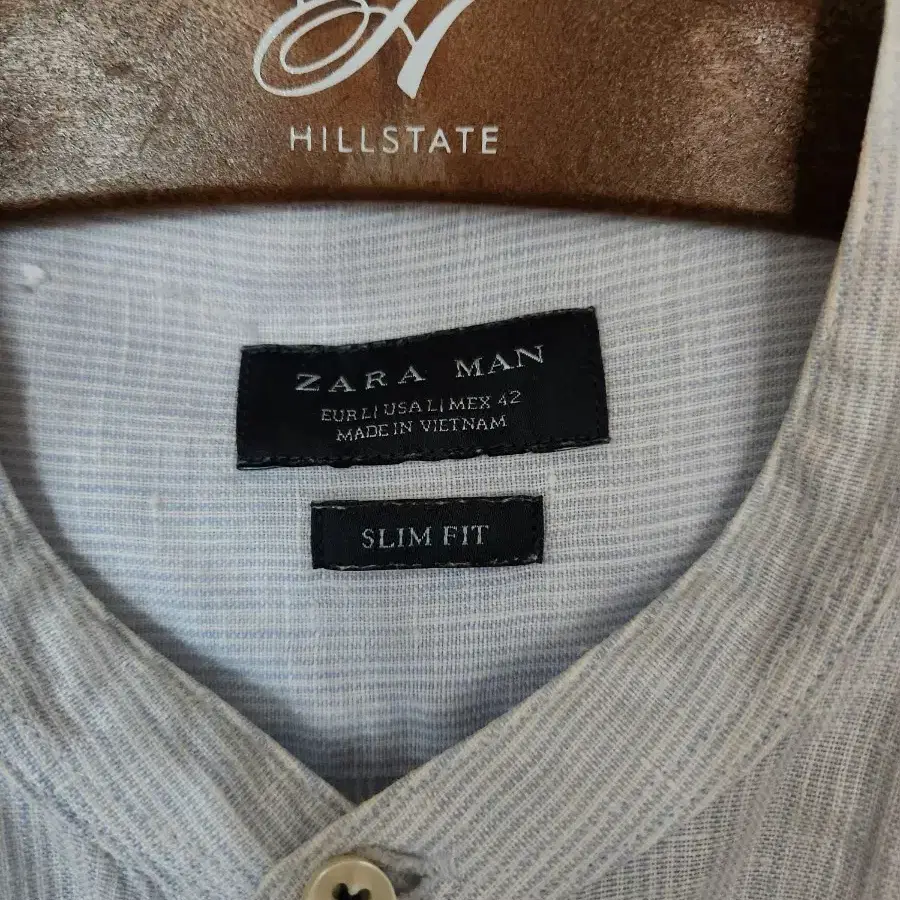 H
HILLSTATE
ZARA MAN
EUR L | USA L | MEX 42
MADE IN VIETNAM
SLIM FIT